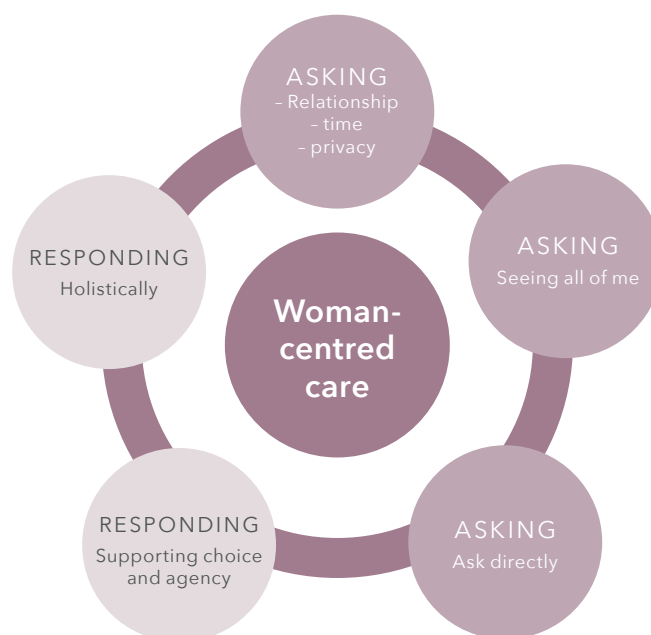 ASKING
– Relationship
– time
– privacy
ASKING
Seeing all of me
ASKING
Ask directly
RESPONDING
Supporting choice
and agency
RESPONDING
Holistically
Woman-
centred
care